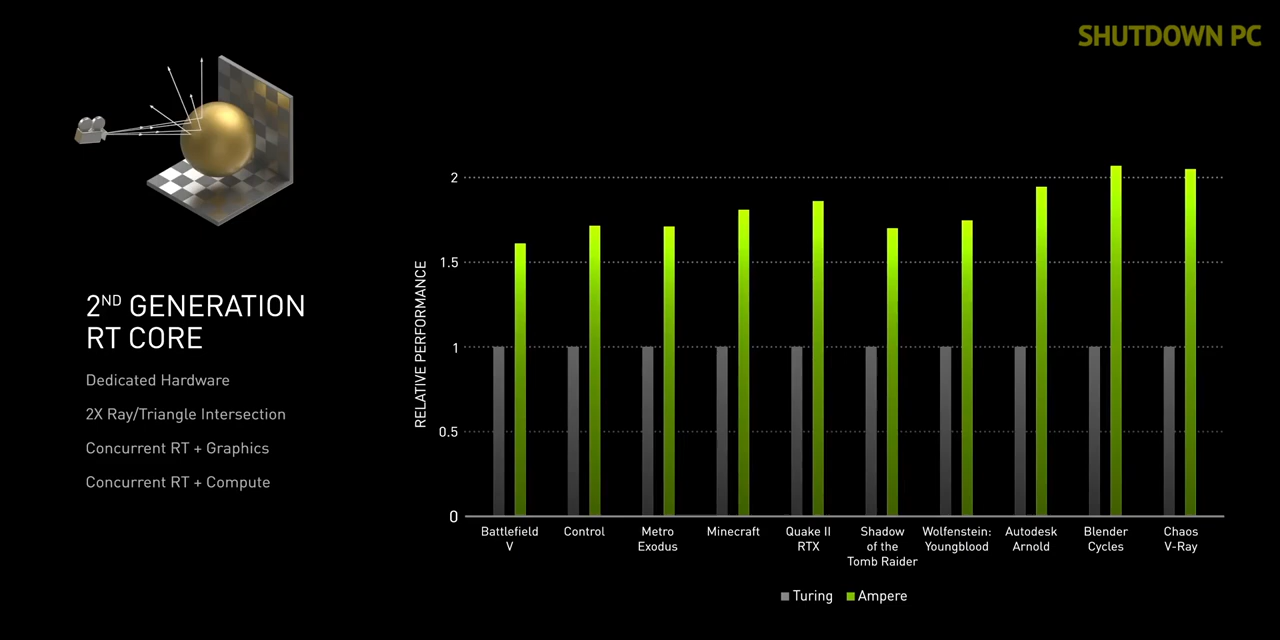 SHUTDOWN PC
2ND GENERATION
RT CORE
Dedicated Hardware
2X Ray/Triangle Intersection
Concurrent RT + Graphics
Concurrent RT + Compute
RELATIVE PERFORMANCE
2
1.5
1
0.5
0
Battlefield
V
Control
Metro
Exodus
Minecraft
Quake II
RTX
Shadow
of the
Tomb Raider
Wolfenstein:
Youngblood
Autodesk
Arnold
Blender
Cycles
Chaos
V-Ray
Turing
Ampere